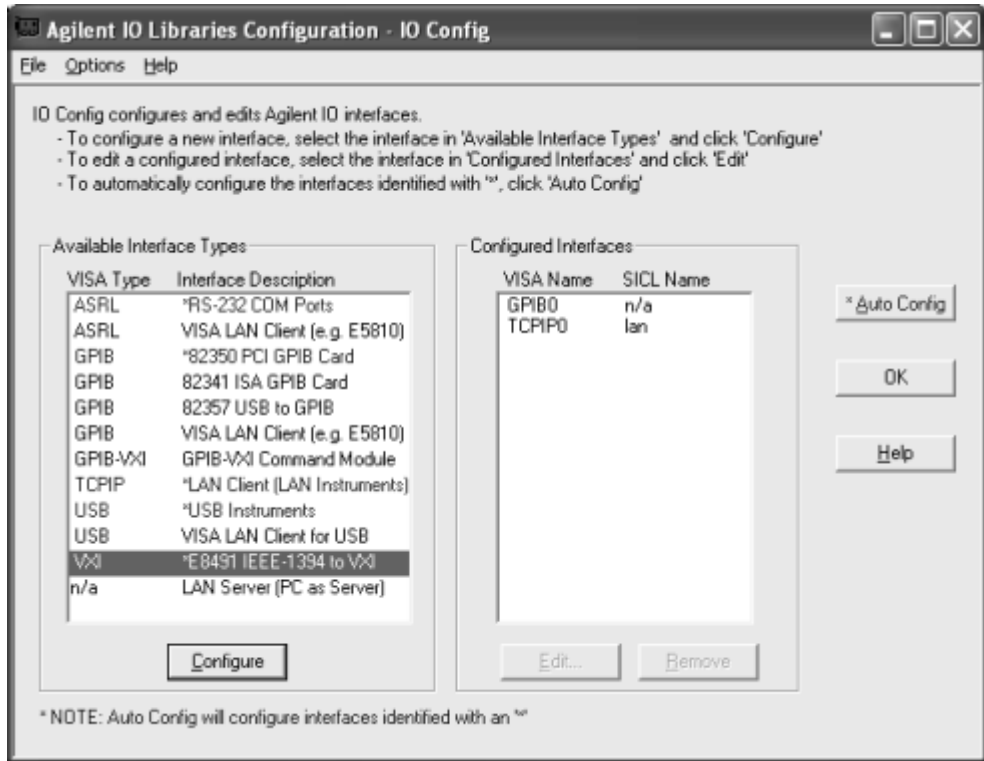 Agilent IO Libraries Configuration - IO Config
File Options Help
IO Config configures and edits Agilent IO interfaces.
- To configure a new interface, select the interface in 'Available Interface Types' and click 'Configure'
- To edit a configured interface, select the interface in 'Configured Interfaces' and click 'Edit'
- To automatically configure the interfaces identified with '*', click 'Auto Config'
Available Interface Types
VISA Type Interface Description
ASRL *RS-232 COM Ports
ASRL VISA LAN Client (e.g. E5810)
GPIB *82350 PCI GPIB Card
GPIB 82341 ISA GPIB Card
GPIB 82357 USB to GPIB
GPIB VISA LAN Client (e.g. E5810)
GPIB-VXI GPIB-VXI Command Module
TCPIP *LAN Client (LAN Instruments)
USB *USB Instruments
USB VISA LAN Client for USB
VXI *E8491 IEEE-1394 to VXI
n/a LAN Server (PC as Server)
Configure
Configured Interfaces
VISA Name SICL Name
GPIB0 n/a
TCPIP0 lan
Edit... Remove
* Auto Config
OK
Help
* NOTE: Auto Config will configure interfaces identified with an '*'